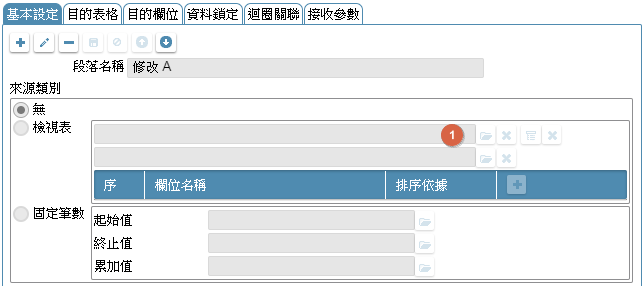 基本設定 目的表格 目的欄位 資料鎖定 迴圈關聯 接收參數
段落名稱 修改 A
來源類別
無
檢視表
1
序 欄位名稱 排序依據
固定筆數
起始值
終止值
累加值